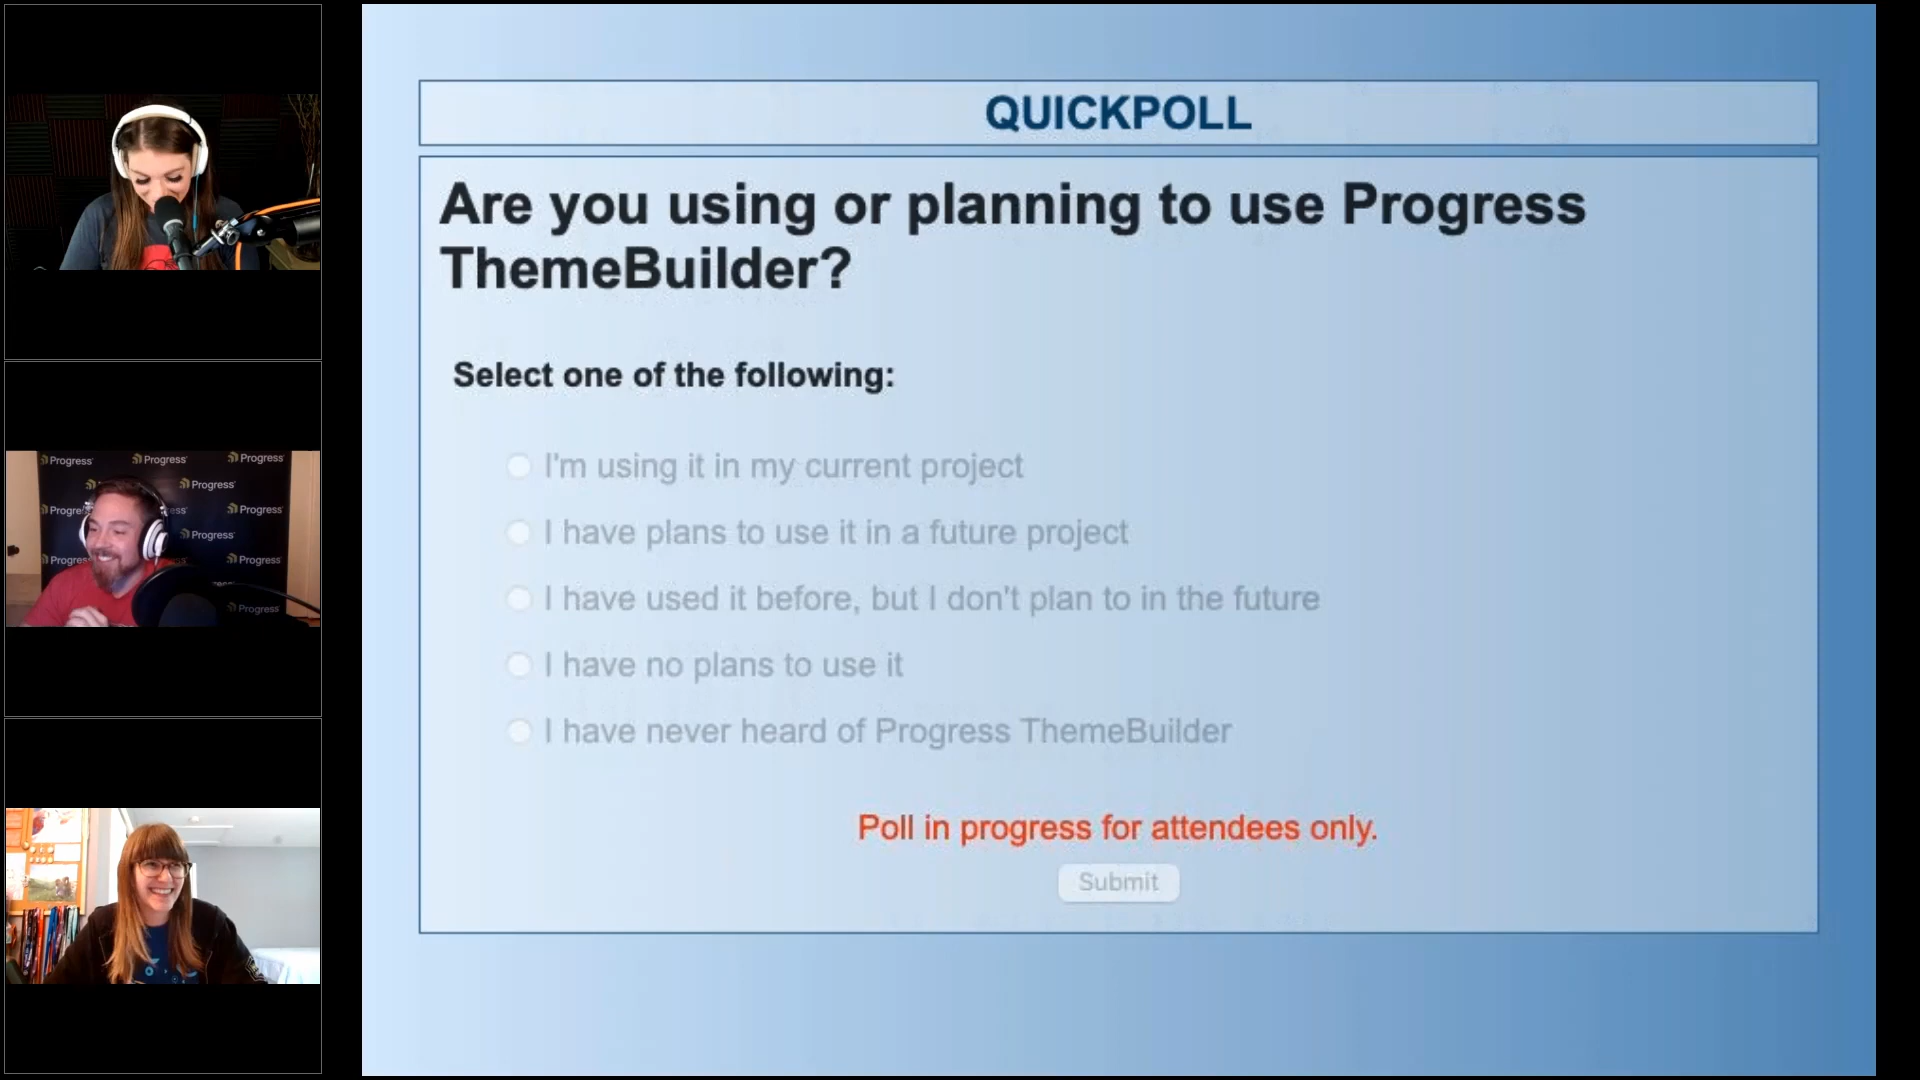 QUICKPOLL
Are you using or planning to use Progress
ThemeBuilder?
Select one of the following:
I'm using it in my current project
I have plans to use it in a future project
I have used it before, but I don't plan to in the future
I have no plans to use it
I have never heard of Progress ThemeBuilder
Poll in progress for attendees only.
Submit
Progress Progress Progress
Progress
Progress
Progress
Progress
Progress